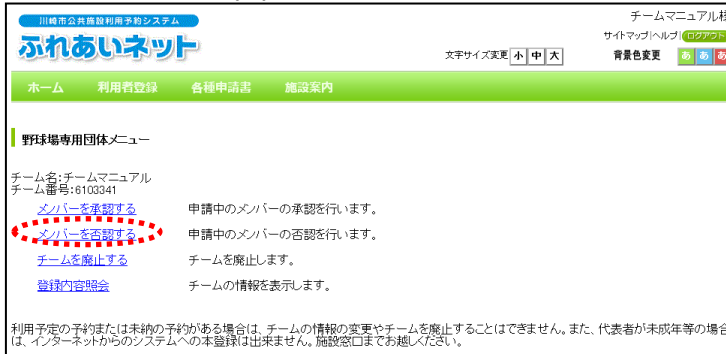 川崎市公共施設利用予約システム
チームマニュアル様
サイトマップ|ヘルプ|ログアウト
ふれあいネット
文字サイズ変更 小 中 大
背景色変更 あ あ あ
ホーム 利用者登録 各種申請書 施設案内
野球場専用団体メニュー
チーム名:チームマニュアル
チーム番号:6103341
メンバーを承認する 申請中のメンバーの承認を行います。
メンバーを否認する 申請中のメンバーの否認を行います。
チームを廃止する チームを廃止します。
登録内容照会 チームの情報を表示します。
利用予定の予約または未納の予約がある場合は、チームの情報の変更やチームを廃止することはできません。また、代表者が未成年等の場合
は、インターネットからのシステムへの本登録は出来ません。施設窓口までお越しください。